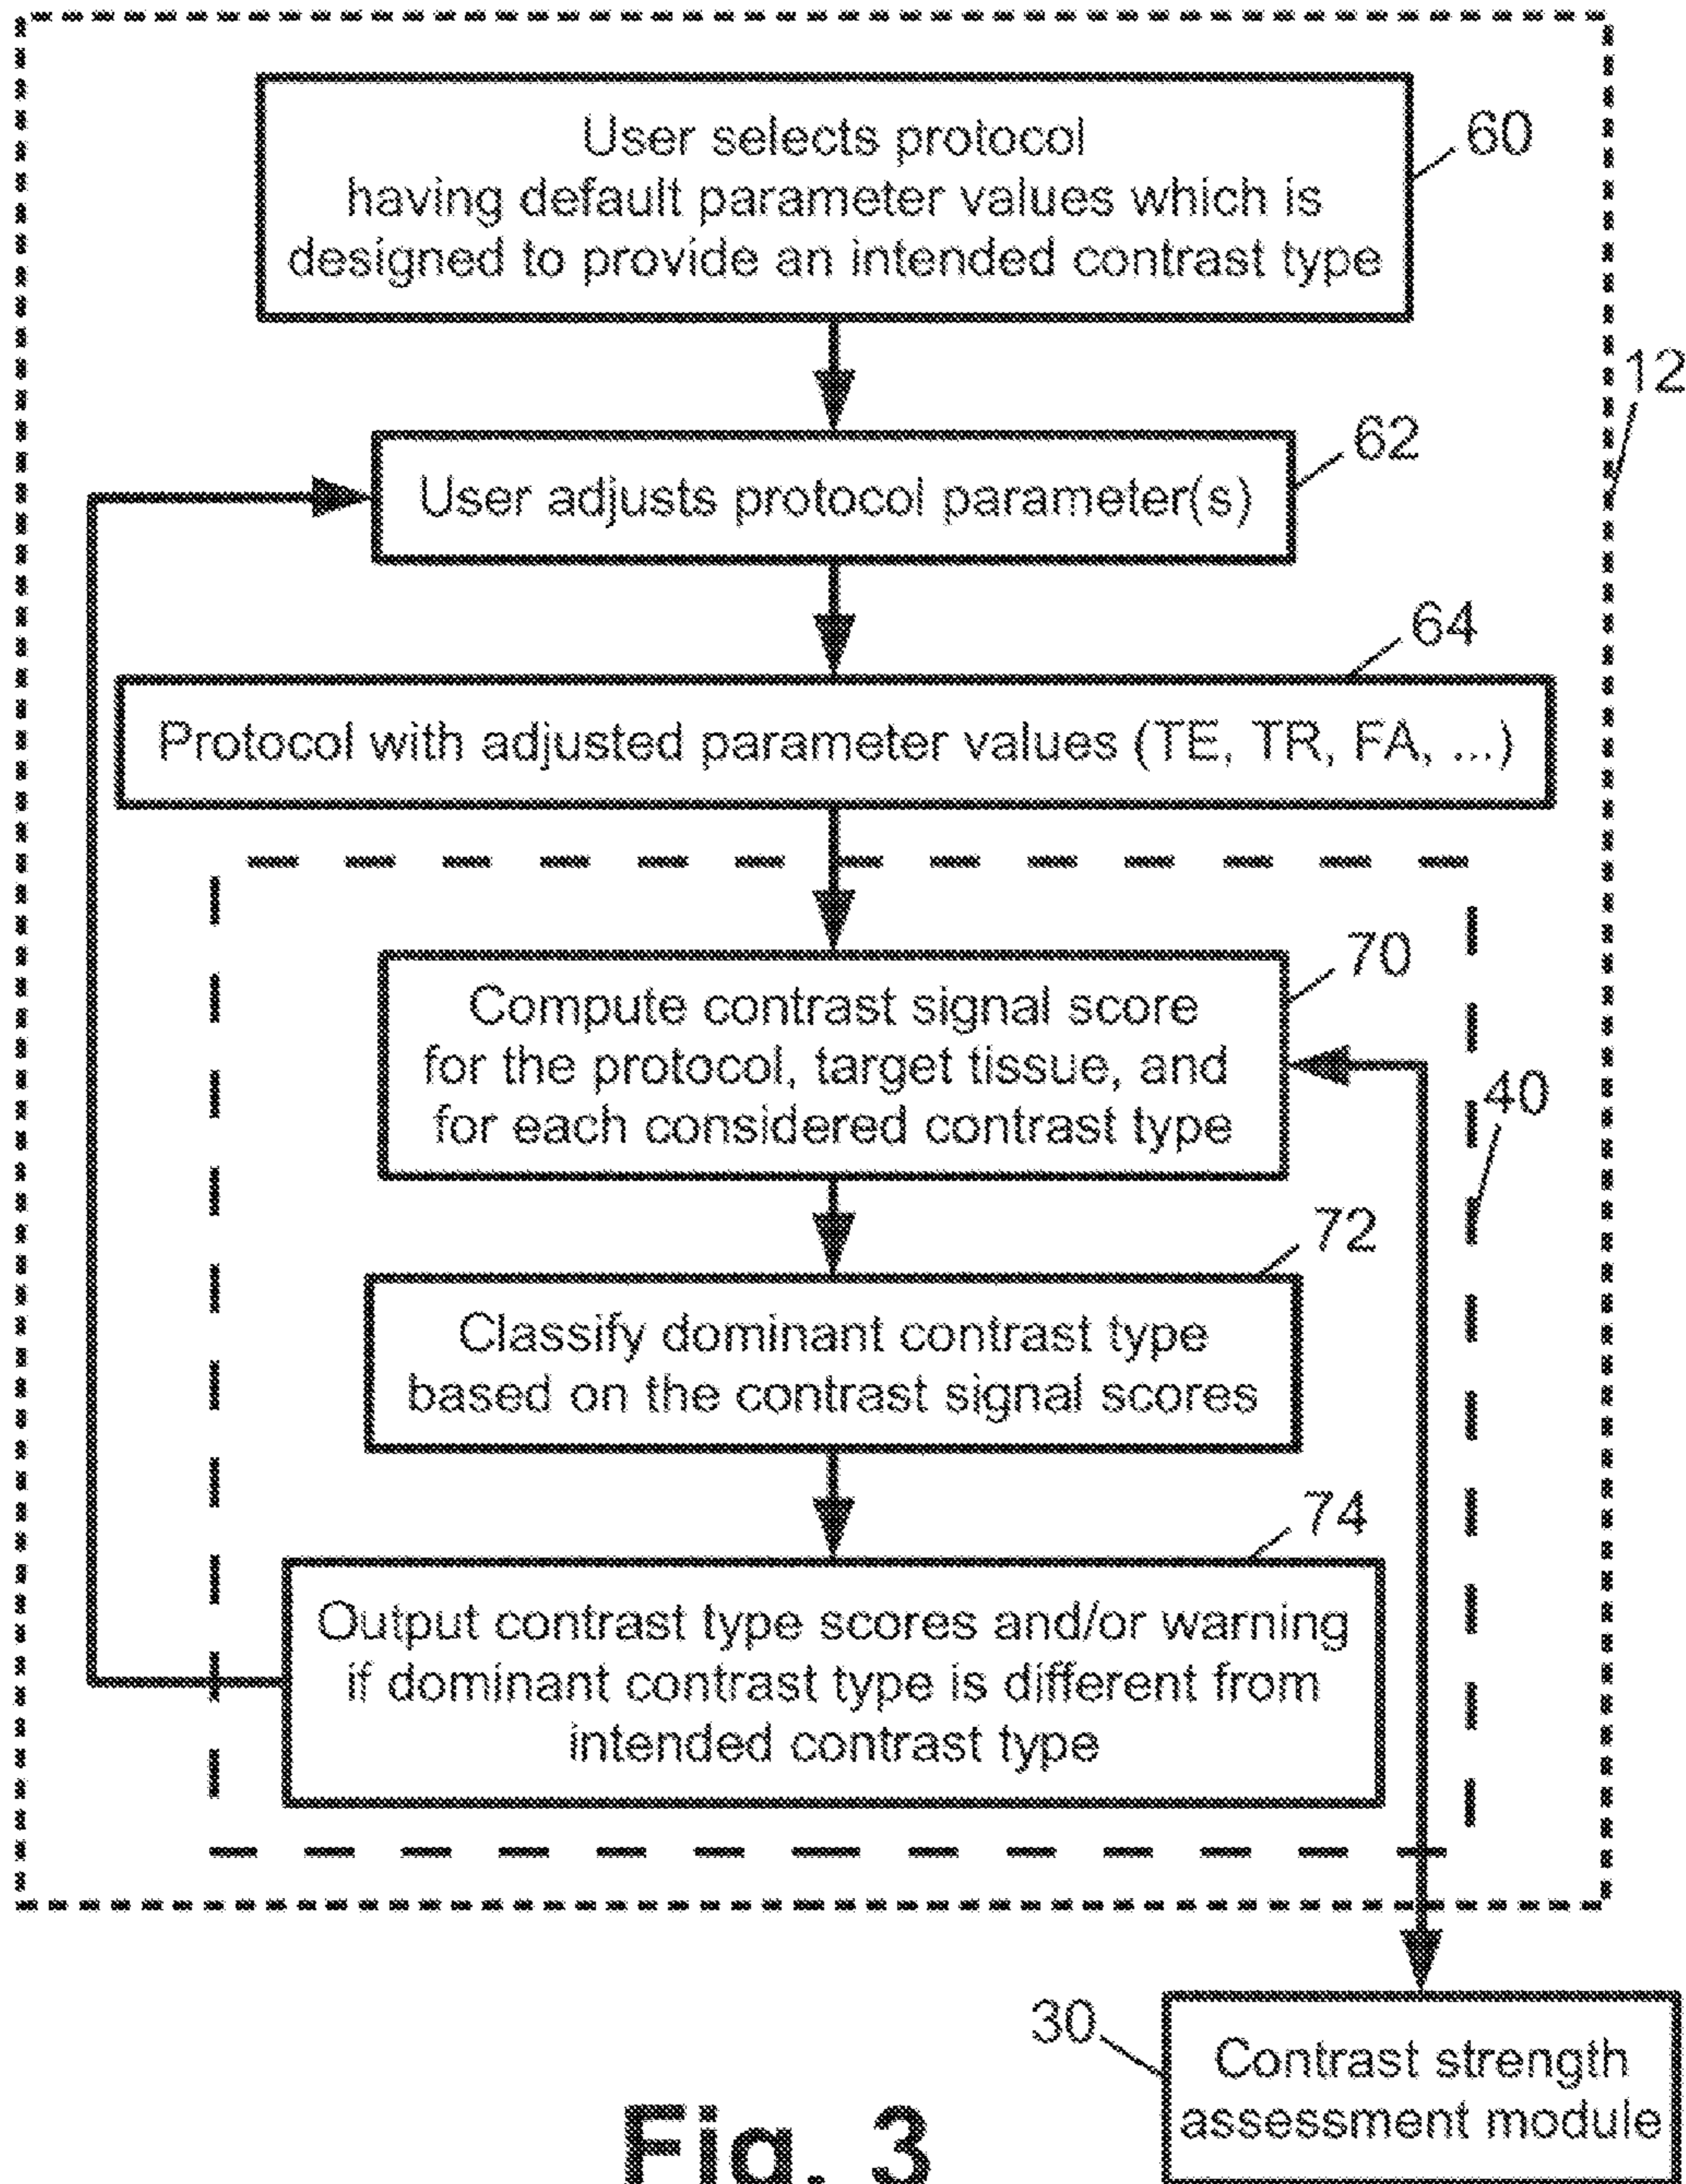 User selects protocol
having default parameter values which is
designed to provide an intended contrast type
60
12
User adjusts protocol parameter(s)
62
64
Protocol with adjusted parameter values (TE, TR, FA, ...)
70
Compute contrast signal score
for the protocol, target tissue, and
for each considered contrast type
40
72
Classify dominant contrast type
based on the contrast signal scores
74
Output contrast type scores and/or warning
if dominant contrast type is different from
intended contrast type
30
Contrast strength
assessment module
Fig. 3